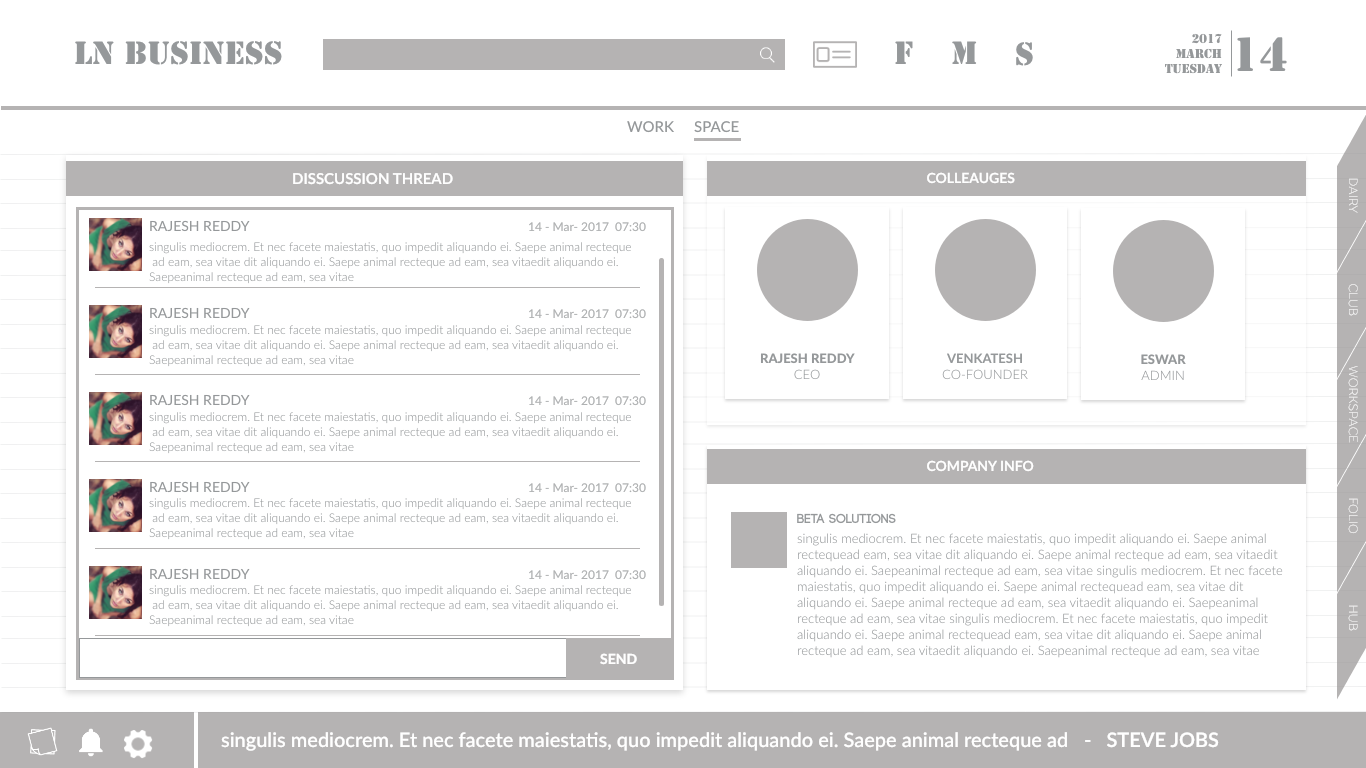 LN BUSINESS
F M S
2017
MARCH
TUESDAY
14
WORK SPACE
DISSCUSSION THREAD
RAJESH REDDY 14 - Mar- 2017 07:30
singulis mediocrem. Et nec facete maiestatis, quo impedit aliquando ei. Saepe animal recteque
ad eam, sea vitae dit aliquando ei. Saepe animal recteque ad eam, sea vitaedit aliquando ei.
Saepeanimal recteque ad eam, sea vitae
RAJESH REDDY 14 - Mar- 2017 07:30
singulis mediocrem. Et nec facete maiestatis, quo impedit aliquando ei. Saepe animal recteque
ad eam, sea vitae dit aliquando ei. Saepe animal recteque ad eam, sea vitaedit aliquando ei.
Saepeanimal recteque ad eam, sea vitae
RAJESH REDDY 14 - Mar- 2017 07:30
singulis mediocrem. Et nec facete maiestatis, quo impedit aliquando ei. Saepe animal recteque
ad eam, sea vitae dit aliquando ei. Saepe animal recteque ad eam, sea vitaedit aliquando ei.
Saepeanimal recteque ad eam, sea vitae
RAJESH REDDY 14 - Mar- 2017 07:30
singulis mediocrem. Et nec facete maiestatis, quo impedit aliquando ei. Saepe animal recteque
ad eam, sea vitae dit aliquando ei. Saepe animal recteque ad eam, sea vitaedit aliquando ei.
Saepeanimal recteque ad eam, sea vitae
RAJESH REDDY 14 - Mar- 2017 07:30
singulis mediocrem. Et nec facete maiestatis, quo impedit aliquando ei. Saepe animal recteque
ad eam, sea vitae dit aliquando ei. Saepe animal recteque ad eam, sea vitaedit aliquando ei.
Saepeanimal recteque ad eam, sea vitae
SEND
COLLEAUGES
RAJESH REDDY
CEO
VENKATESH
CO-FOUNDER
ESWAR
ADMIN
COMPANY INFO
BETA SOLUTIONS
singulis mediocrem. Et nec facete maiestatis, quo impedit aliquando ei. Saepe animal
rectequead eam, sea vitae dit aliquando ei. Saepe animal recteque ad eam, sea vitaedit
aliquando ei. Saepeanimal recteque ad eam, sea vitae singulis mediocrem. Et nec facete
maiestatis, quo impedit aliquando ei. Saepe animal rectequead eam, sea vitae dit
aliquando ei. Saepe animal recteque ad eam, sea vitaedit aliquando ei. Saepeanimal
recteque ad eam, sea vitae singulis mediocrem. Et nec facete maiestatis, quo impedit
aliquando ei. Saepe animal rectequead eam, sea vitae dit aliquando ei. Saepe animal
recteque ad eam, sea vitaedit aliquando ei. Saepeanimal recteque ad eam, sea vitae
DAIRY
CLUB
WORKSPACE
FOLIO
HUB
singulis mediocrem. Et nec facete maiestatis, quo impedit aliquando ei. Saepe animal recteque ad - STEVE JOBS